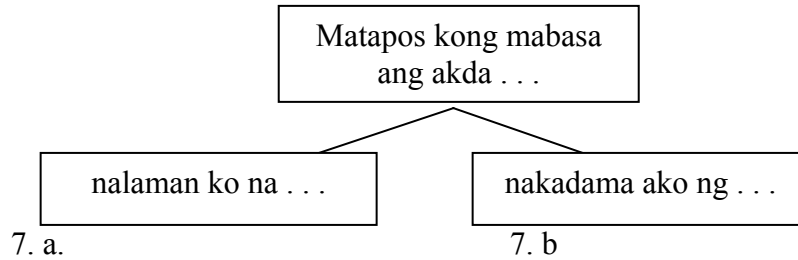 Matapos kong mabasa
ang akda . . .
nalaman ko na . . .
nakadama ako ng . . .
7. a.
7. b